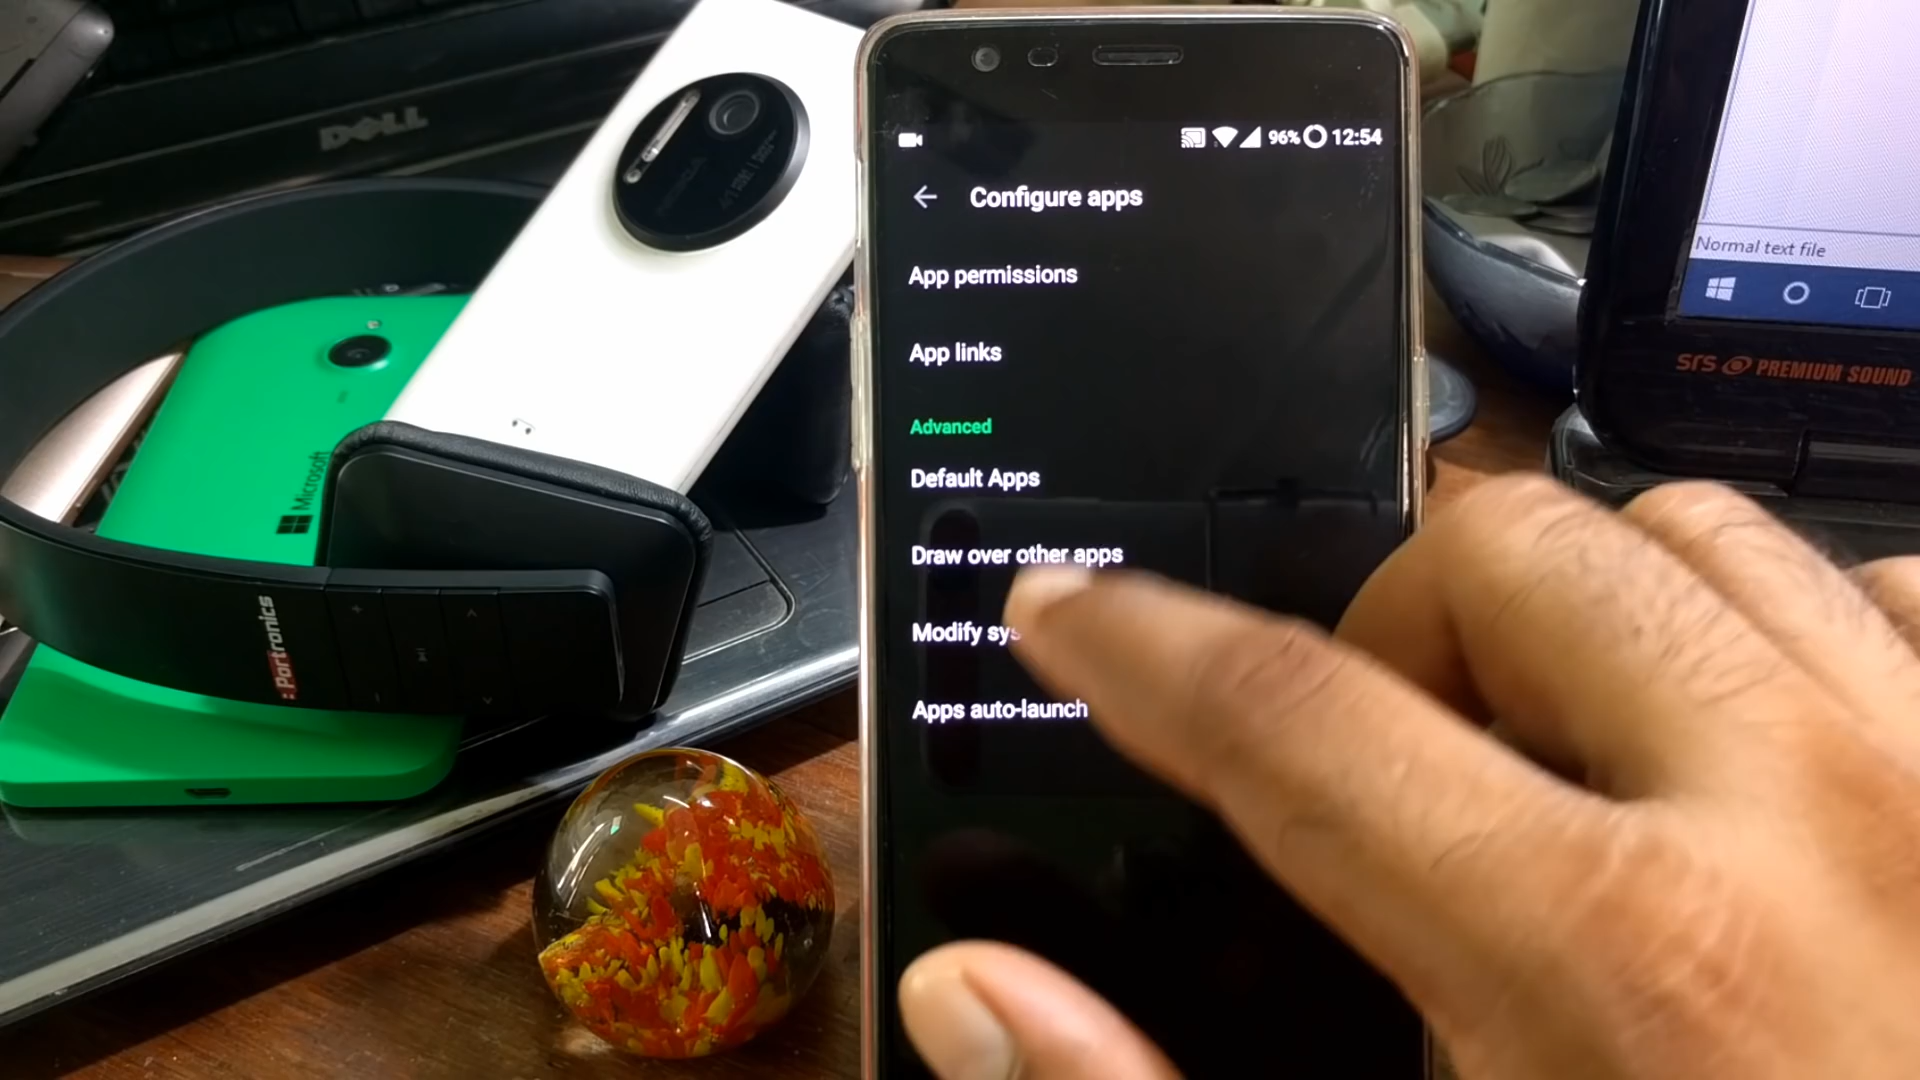 DELL
Microsoft
Portronics
96% 12:54
Configure apps
App permissions
App links
Advanced
Default Apps
Draw over other apps
Modify sys
Apps auto-launch
Normal text file
SRS PREMIUM SOUND